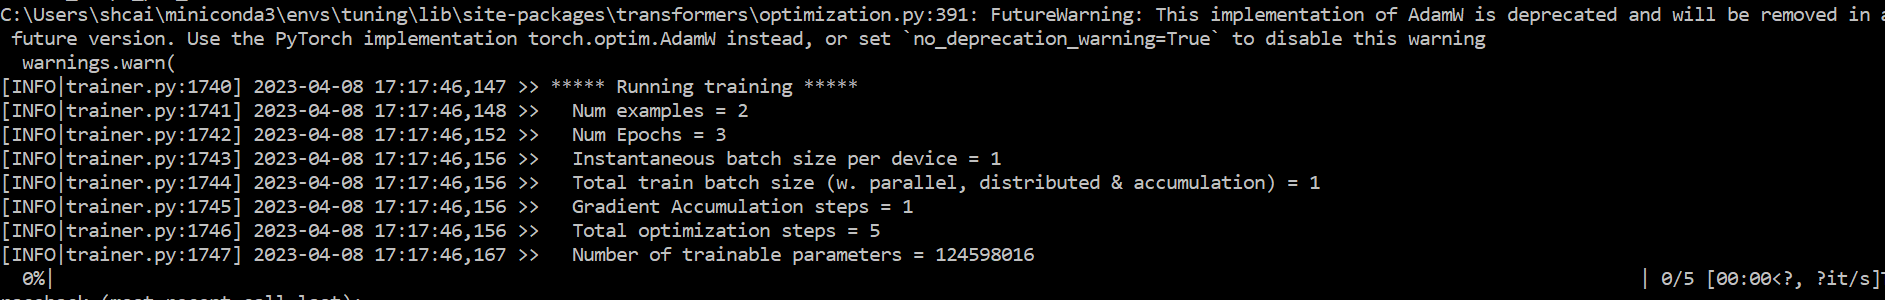 C:\Users\shcai\miniconda3\envs\tuning\lib\site-packages\transformers\optimization.py:391: FutureWarning: This implementation of AdamW is deprecated and will be removed in a
 future version. Use the PyTorch implementation torch.optim.AdamW instead, or set `no_deprecation_warning=True` to disable this warning
  warnings.warn(
[INFO|trainer.py:1740] 2023-04-08 17:17:46,147 >> ***** Running training *****
[INFO|trainer.py:1741] 2023-04-08 17:17:46,148 >>   Num examples = 2
[INFO|trainer.py:1742] 2023-04-08 17:17:46,152 >>   Num Epochs = 3
[INFO|trainer.py:1743] 2023-04-08 17:17:46,156 >>   Instantaneous batch size per device = 1
[INFO|trainer.py:1744] 2023-04-08 17:17:46,156 >>   Total train batch size (w. parallel, distributed & accumulation) = 1
[INFO|trainer.py:1745] 2023-04-08 17:17:46,156 >>   Gradient Accumulation steps = 1
[INFO|trainer.py:1746] 2023-04-08 17:17:46,156 >>   Total optimization steps = 5
[INFO|trainer.py:1747] 2023-04-08 17:17:46,167 >>   Number of trainable parameters = 124598016
  0%| | 0/5 [00:00<?, ?it/s]T
raceback (most recent call last):